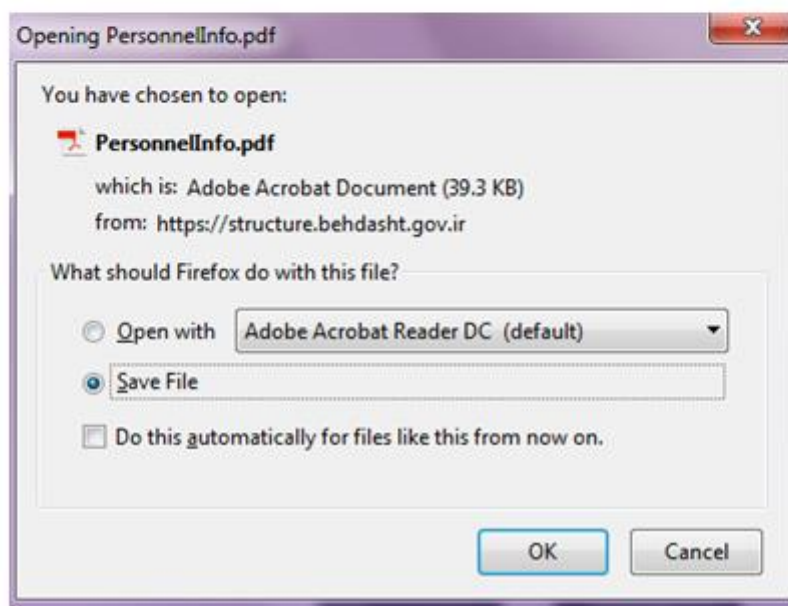 Opening PersonnelInfo.pdf
You have chosen to open:
PersonnelInfo.pdf
which is: Adobe Acrobat Document (39.3 KB)
from: https://structure.behdasht.gov.ir
What should Firefox do with this file?
Open with Adobe Acrobat Reader DC (default)
Save File
Do this automatically for files like this from now on.
OK Cancel